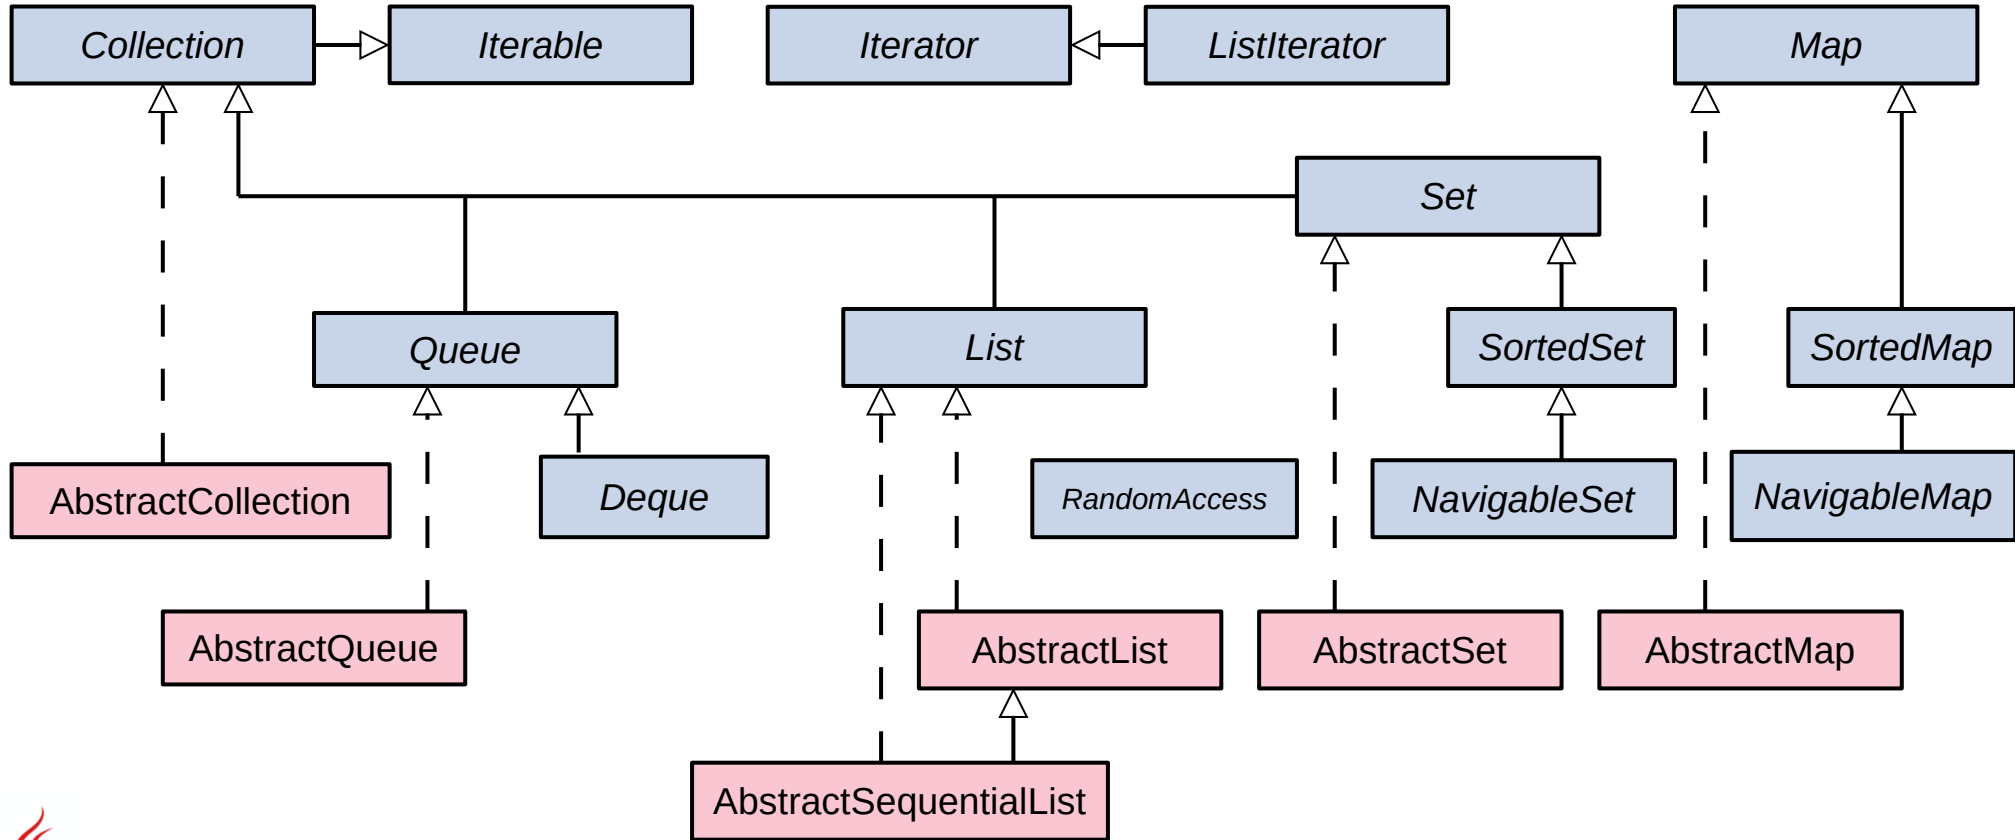 Collection
Iterable
Iterator
ListIterator
Map
Set
Queue
List
SortedSet
SortedMap
AbstractCollection
Deque
RandomAccess
NavigableSet
NavigableMap
AbstractQueue
AbstractList
AbstractSet
AbstractMap
AbstractSequentialList